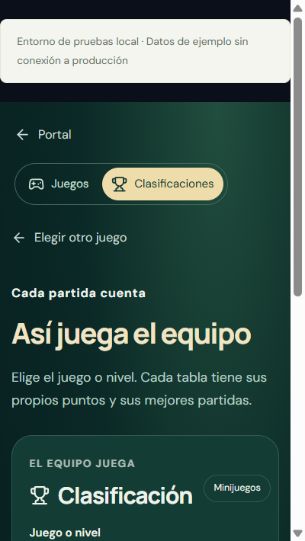 Entorno de pruebas local · Datos de ejemplo sin
conexión a producción
Portal
Juegos
Clasificaciones
Elegir otro juego
Cada partida cuenta
Así juega el equipo
Elige el juego o nivel. Cada tabla tiene sus
propios puntos y sus mejores partidas.
EL EQUIPO JUEGA
Clasificación
Minijuegos
Juego o nivel